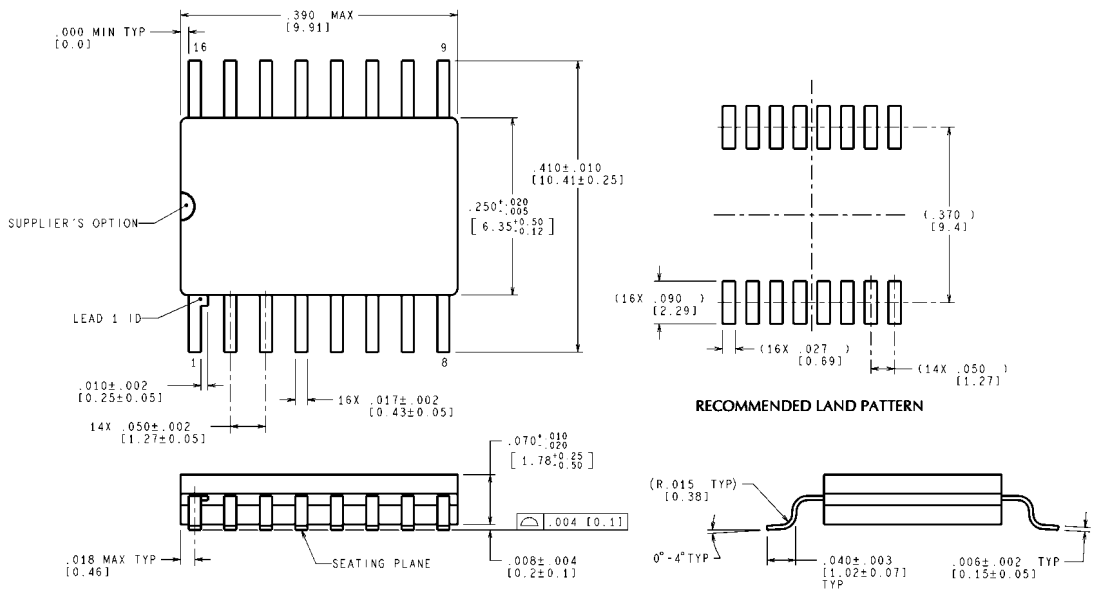 .390 MAX
[9.91]
.000 MIN TYP
[0.0]
16
9
.410±.010
[10.41±0.25]
.250+.020
-.005
[6.35+0.50
-0.12]
SUPPLIER'S OPTION
LEAD 1 ID
1
8
.010±.002
[0.25±0.05]
16X .017±.002
[0.43±0.05]
14X .050±.002
[1.27±0.05]
(.370 )
[9.4]
(16X .090 )
[2.29]
(16X .027 )
[0.69]
(14X .050 )
[1.27]
RECOMMENDED LAND PATTERN
.070+.010
-.020
[1.78+0.25
-0.50]
.004 [0.1]
.018 MAX TYP
[0.46]
SEATING PLANE
.008±.004
[0.2±0.1]
(R.015 TYP)
[0.38]
0°-4°TYP
.040±.003
[1.02±0.07]
TYP
.006±.002 TYP
[0.15±0.05]